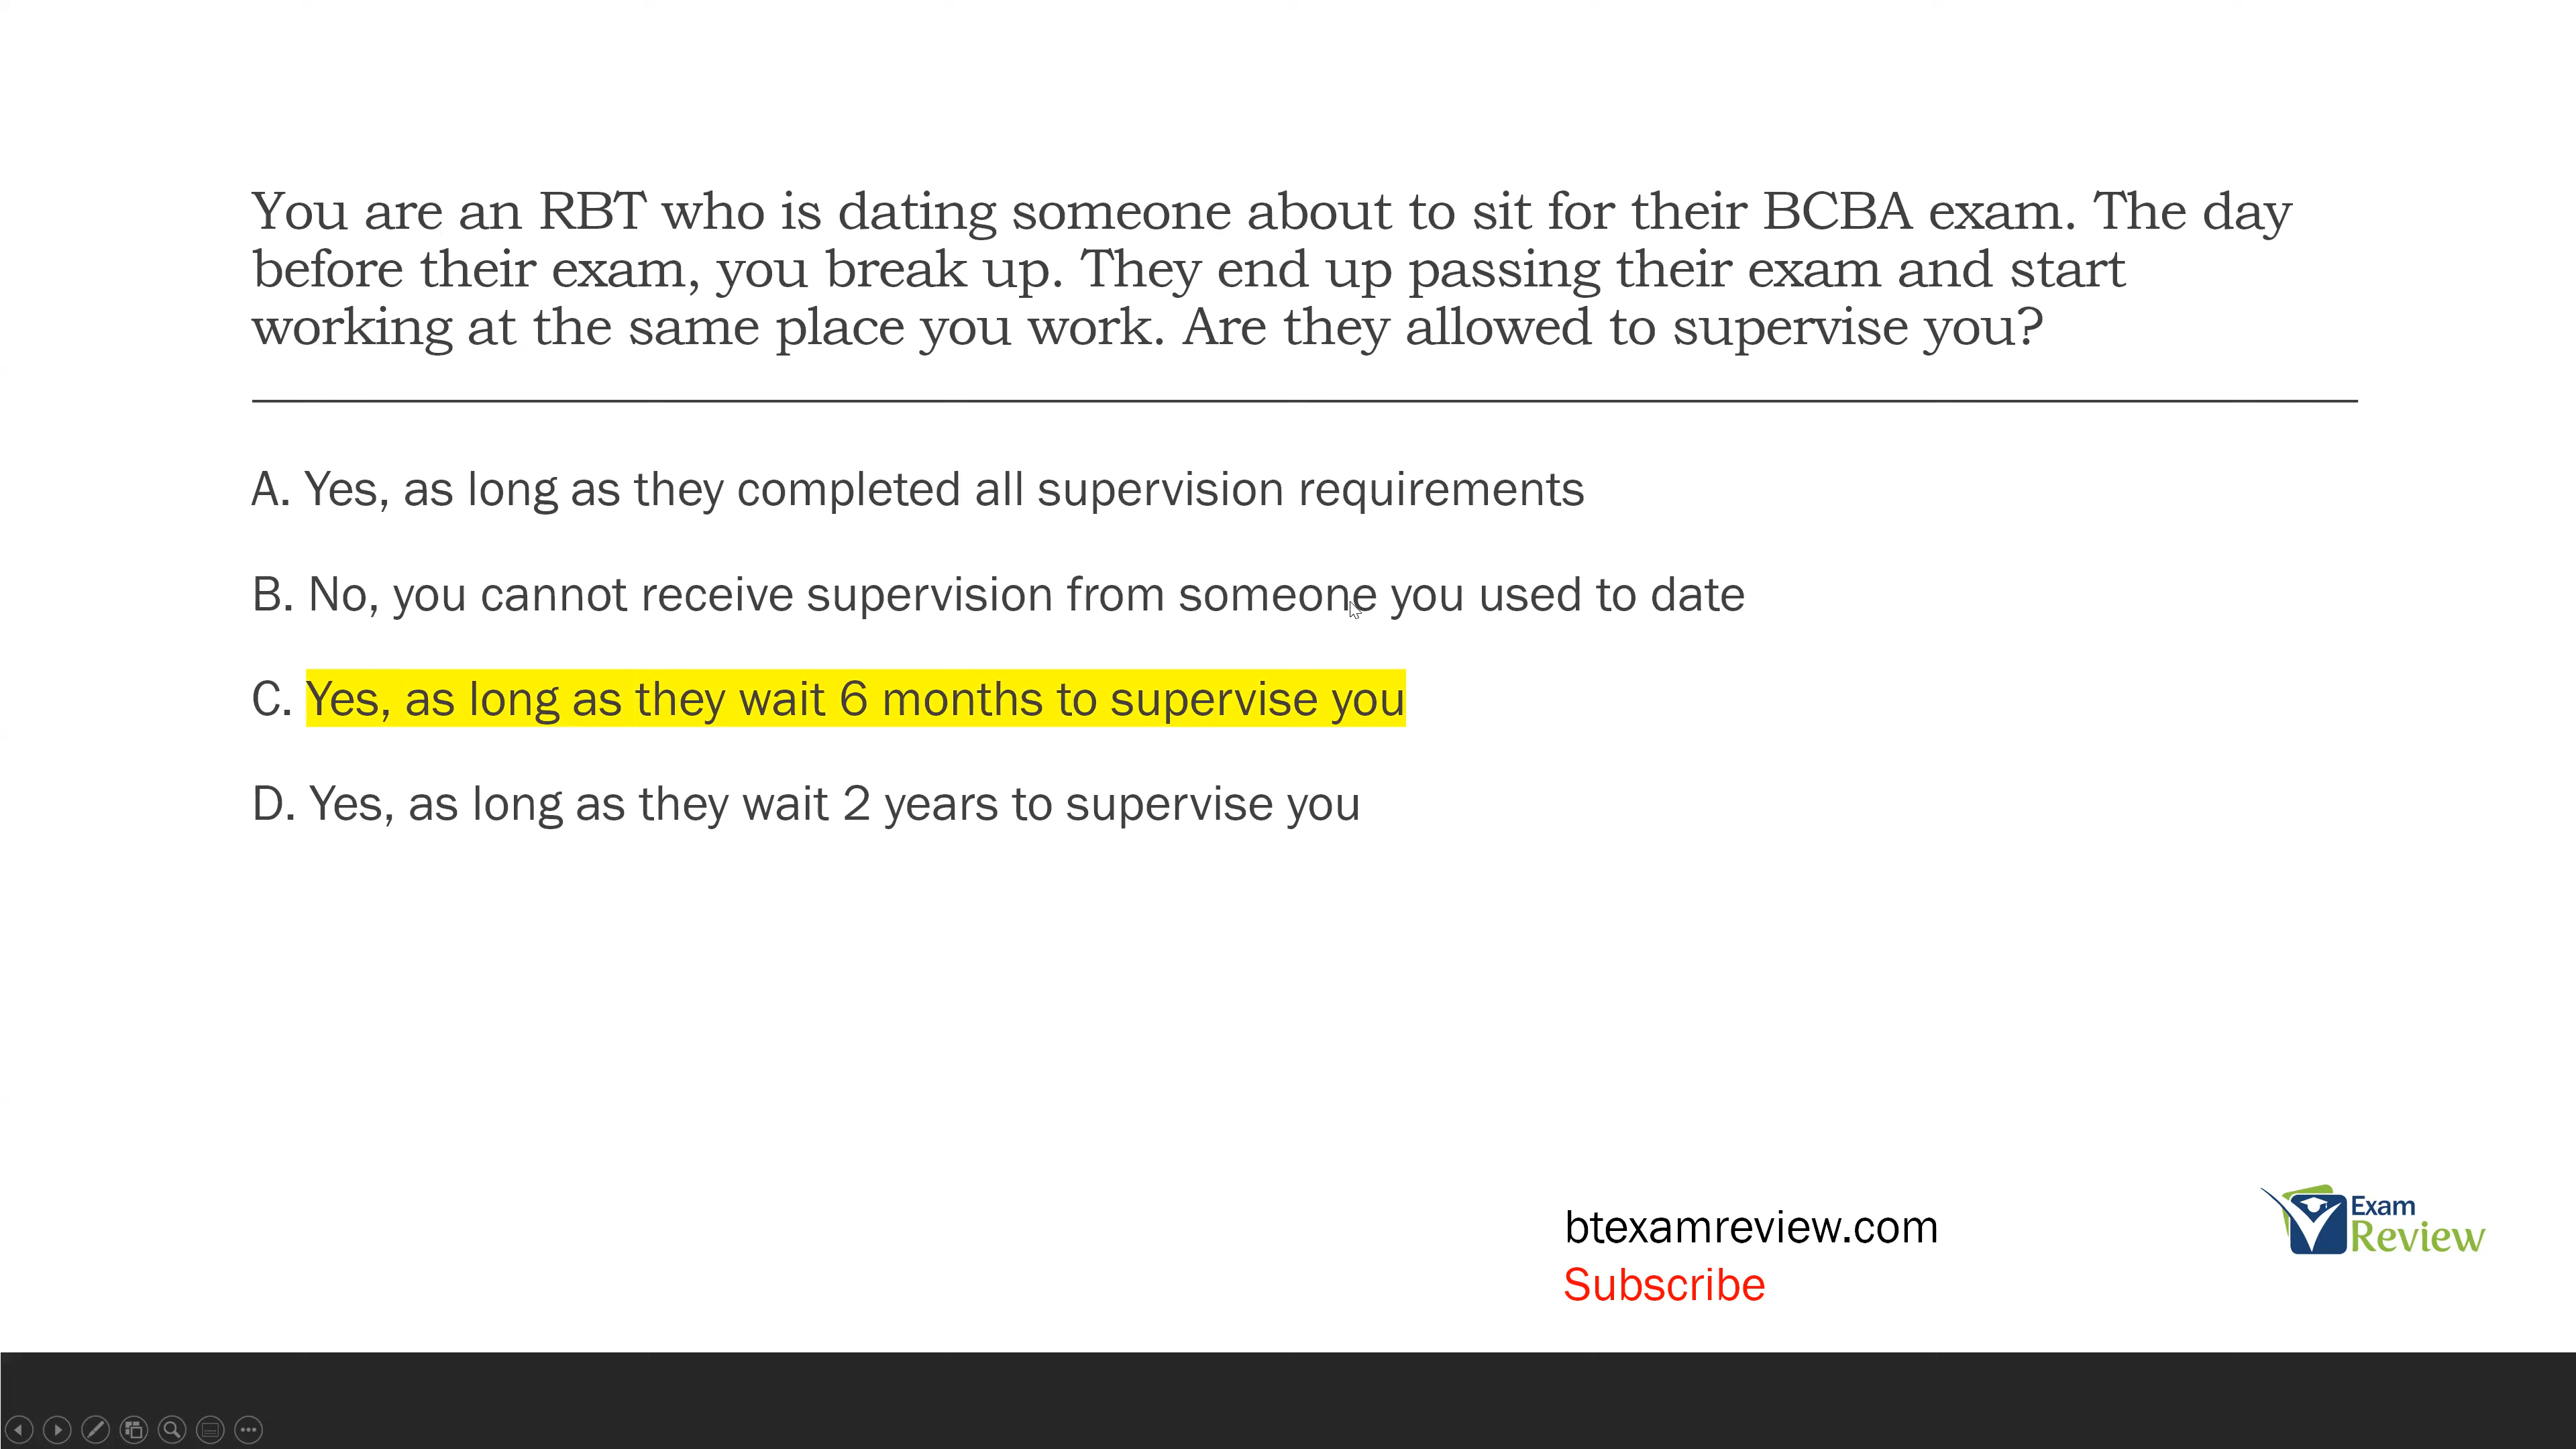 You are an RBT who is dating someone about to sit for their BCBA exam. The day
before their exam, you break up. They end up passing their exam and start
working at the same place you work. Are they allowed to supervise you?
A. Yes, as long as they completed all supervision requirements
B. No, you cannot receive supervision from someone you used to date
C. Yes, as long as they wait 6 months to supervise you
D. Yes, as long as they wait 2 years to supervise you
btexamreview.com
Subscribe
Exam
Review